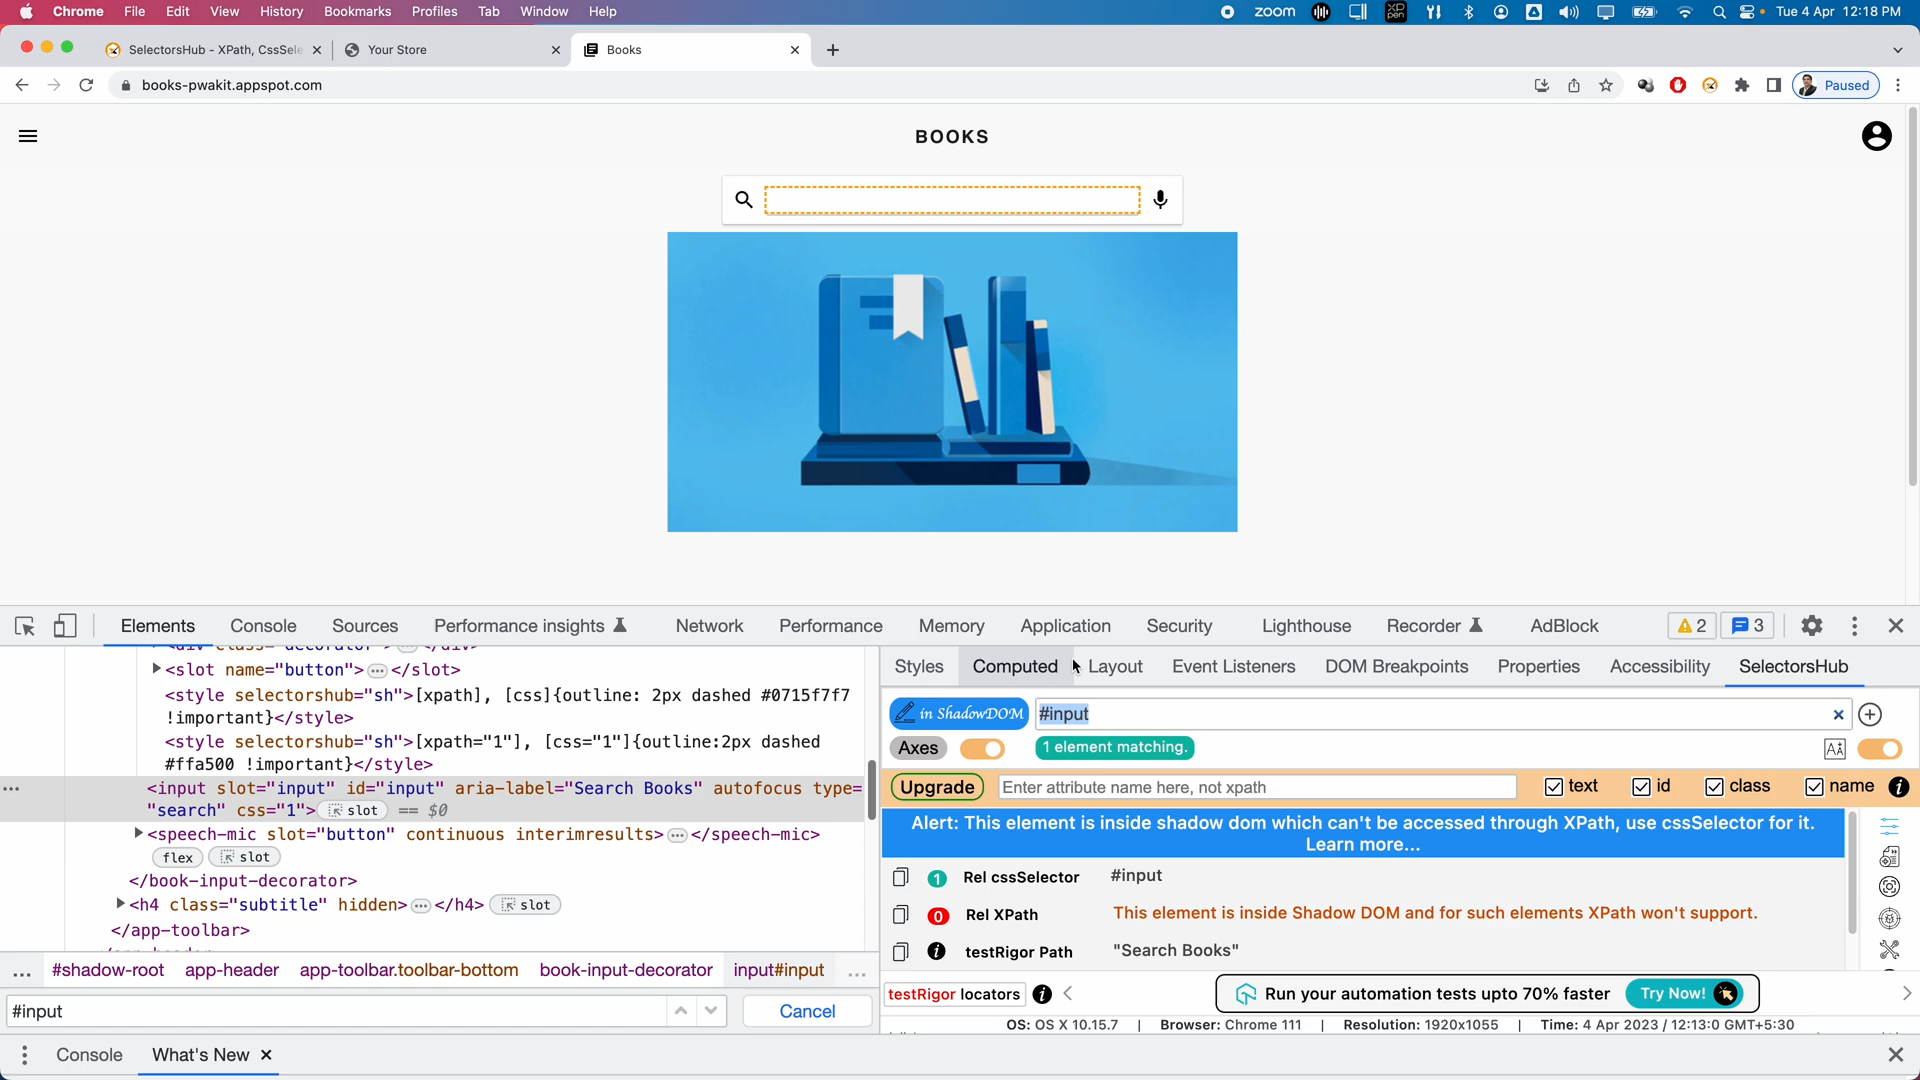 Chrome File Edit View History Bookmarks Profiles Tab Window Help zoom XP pen Tue 4 Apr 12:18 PM
SelectorsHub - XPath, CssSele Your Store Books
books-pwakit.appspot.com Paused
BOOKS
Elements Console Sources Performance insights Network Performance Memory Application Security Lighthouse Recorder AdBlock 2 3
<slot name="button"> … </slot>
<style selectorshub="sh">[xpath], [css]{outline: 2px dashed #0715f7f7
!important}</style>
<style selectorshub="sh">[xpath="1"], [css="1"]{outline:2px dashed
#ffa500 !important}</style>
… <input slot="input" id="input" aria-label="Search Books" autofocus type=
"search" css="1"> slot == $0
<speech-mic slot="button" continuous interimresults> … </speech-mic>
flex slot
</book-input-decorator>
<h4 class="subtitle" hidden> … </h4> slot
</app-toolbar>
… #shadow-root app-header app-toolbar.toolbar-bottom book-input-decorator input#input …
#input Cancel
Styles Computed Layout Event Listeners DOM Breakpoints Properties Accessibility SelectorsHub
in ShadowDOM #input
Axes 1 element matching.
Upgrade Enter attribute name here, not xpath text id class name
Alert: This element is inside shadow dom which can't be accessed through XPath, use cssSelector for it.
Learn more...
1 Rel cssSelector #input
0 Rel XPath This element is inside Shadow DOM and for such elements XPath won't support.
testRigor Path "Search Books"
testRigor locators Run your automation tests upto 70% faster Try Now!
OS: OS X 10.15.7 | Browser: Chrome 111 | Resolution: 1920x1055 | Time: 4 Apr 2023 / 12:13:0 GMT+5:30
Console What's New